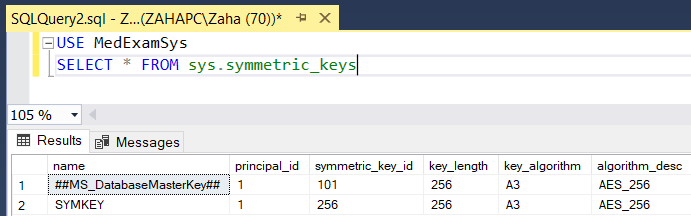 SQLQuery2.sql - Z...(ZAHAPC\Zaha (70))*
USE MedExamSys
SELECT * FROM sys.symmetric_keys
105 %
Results Messages
name principal_id symmetric_key_id key_length key_algorithm algorithm_desc
1 ##MS_DatabaseMasterKey## 1 101 256 A3 AES_256
2 SYMKEY 1 256 256 A3 AES_256